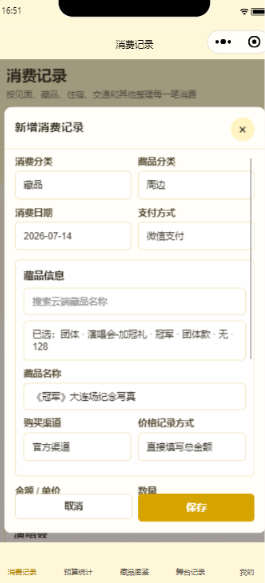 16:51
消费记录
消费记录
按见面、藏品、住宿、交通和其他整理每一笔消费
新增消费记录
×
消费分类 藏品分类
藏品 周边
消费日期 支付方式
2026-07-14 微信支付
藏品信息
搜索云端藏品名称
已选：团体 · 演唱会-加冠礼 · 冠军 · 团体款 · 无 ·
128
藏品名称
《冠军》大连场纪念写真
购买渠道 价格记录方式
官方渠道 直接填写总金额
金额 / 单价 数量
取消 保存
演唱会
消费记录 预算统计 藏品图鉴 舞台记录 我的